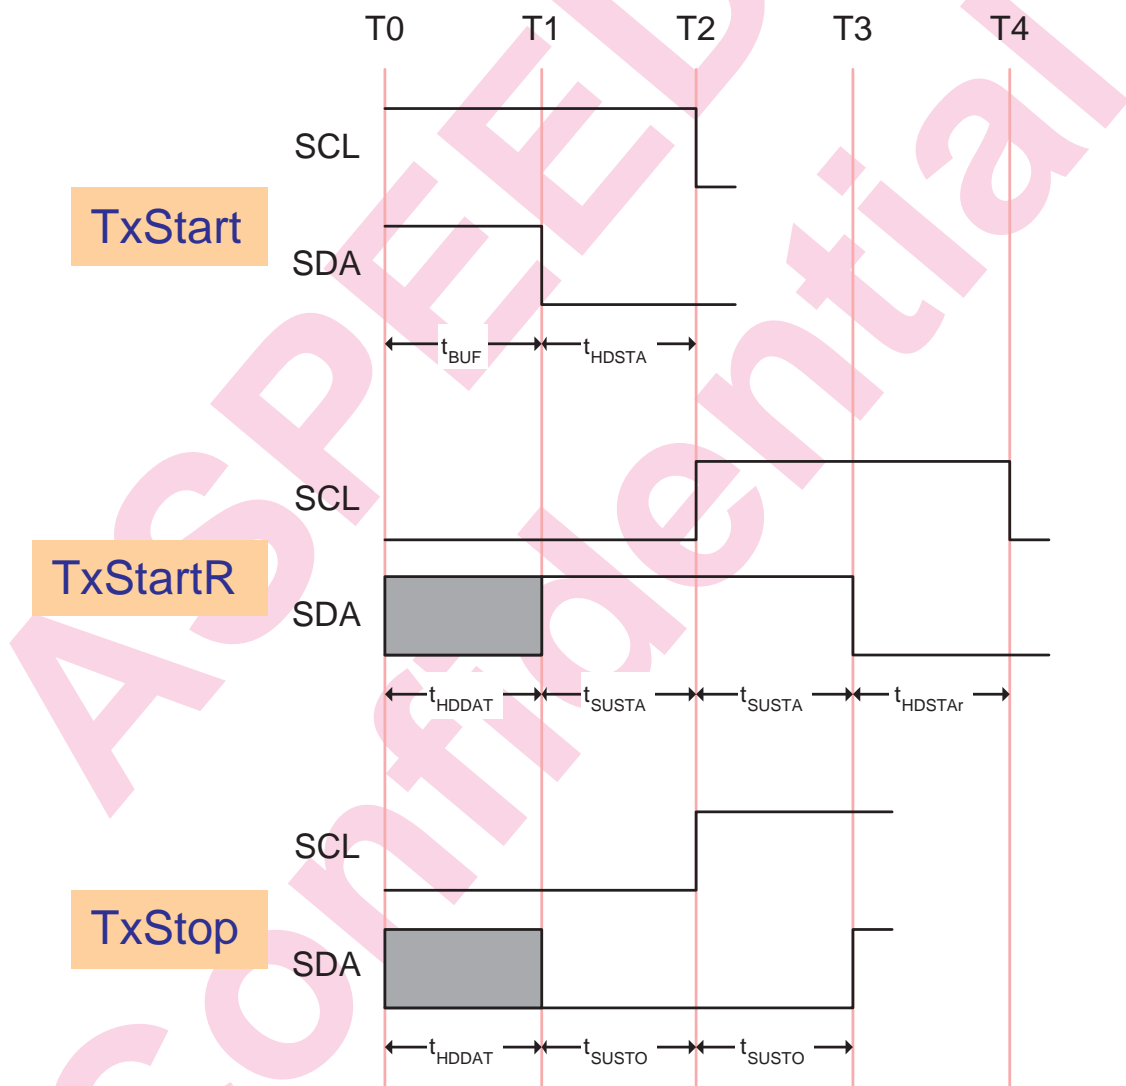 T0 T1 T2 T3 T4
SCL
TxStart
SDA
tBUF tHDSTA
SCL
TxStartR
SDA
tHDDAT tSUSTA tSUSTA tHDSTAr
SCL
TxStop
SDA
tHDDAT tSUSTO tSUSTO
ASPEED
Confidential